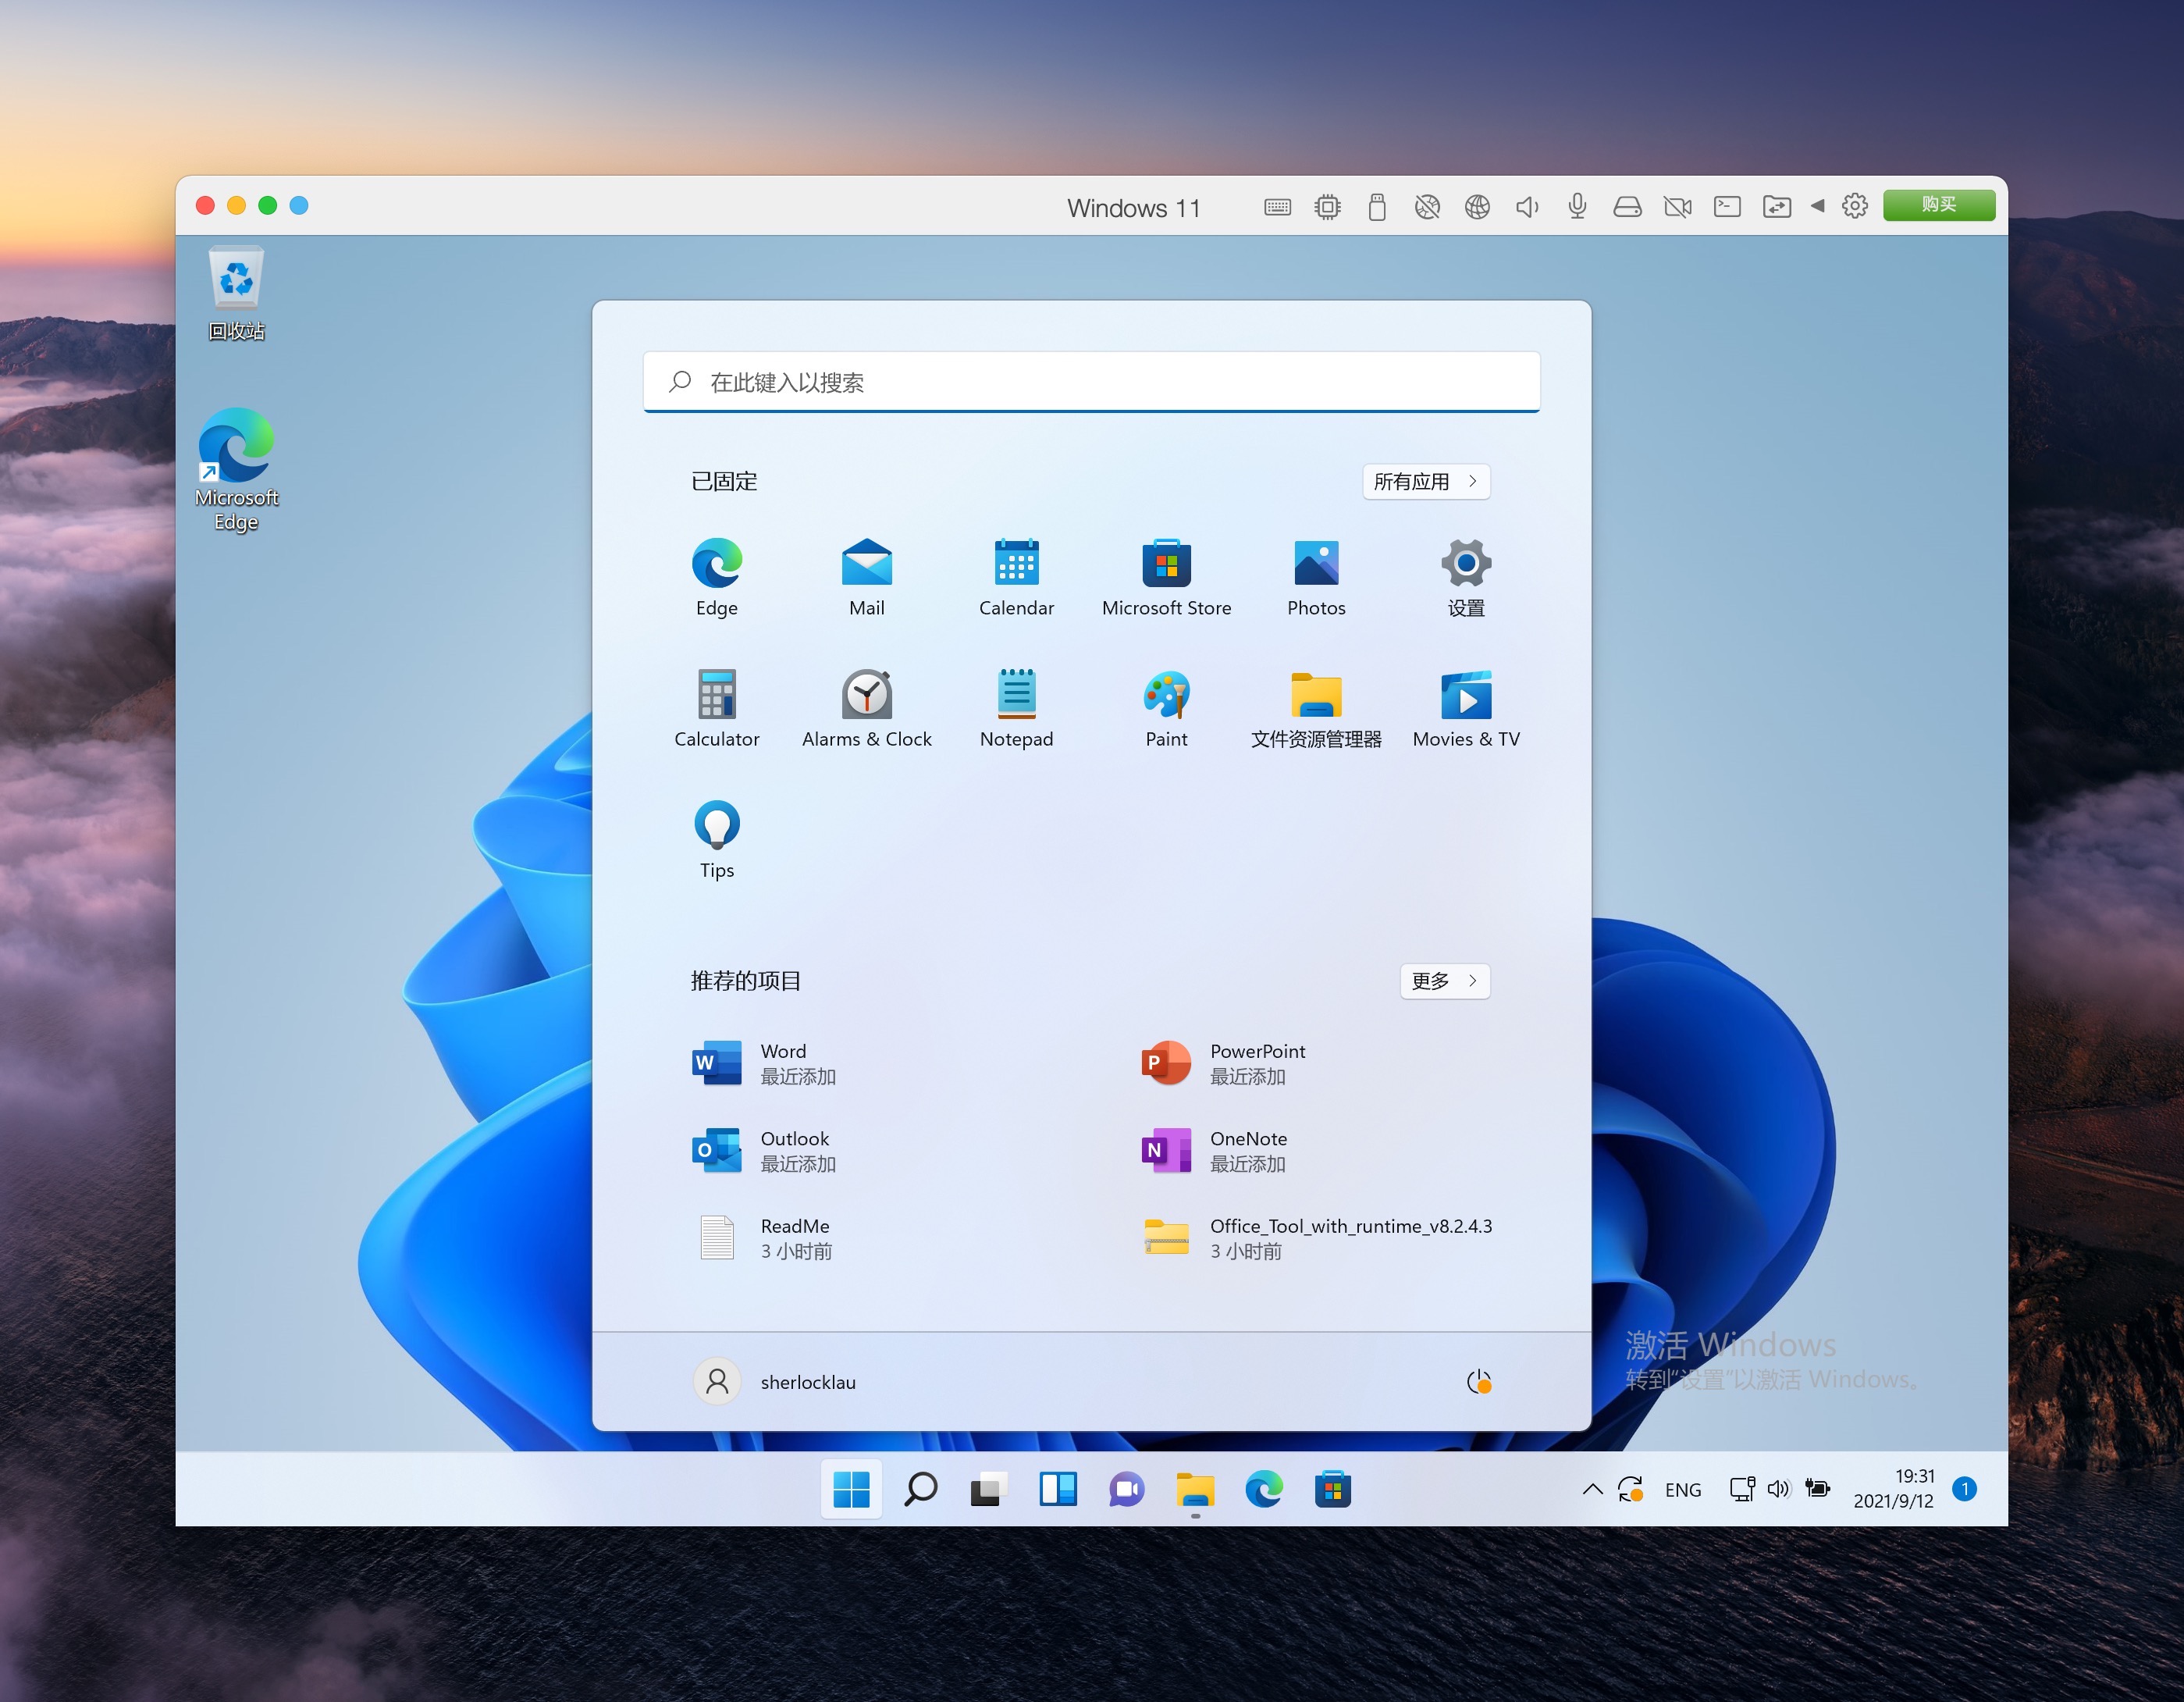 Windows 11
购买
回收站
Microsoft
Edge
在此键入以搜索
已固定
所有应用
Edge
Mail
Calendar
Microsoft Store
Photos
设置
Calculator
Alarms & Clock
Notepad
Paint
文件资源管理器
Movies & TV
Tips
推荐的项目
更多
Word
最近添加
PowerPoint
最近添加
Outlook
最近添加
OneNote
最近添加
ReadMe
3 小时前
Office_Tool_with_runtime_v8.2.4.3
3 小时前
sherlocklau
激活 Windows
转到“设置”以激活 Windows。
ENG
19:31
2021/9/12
1